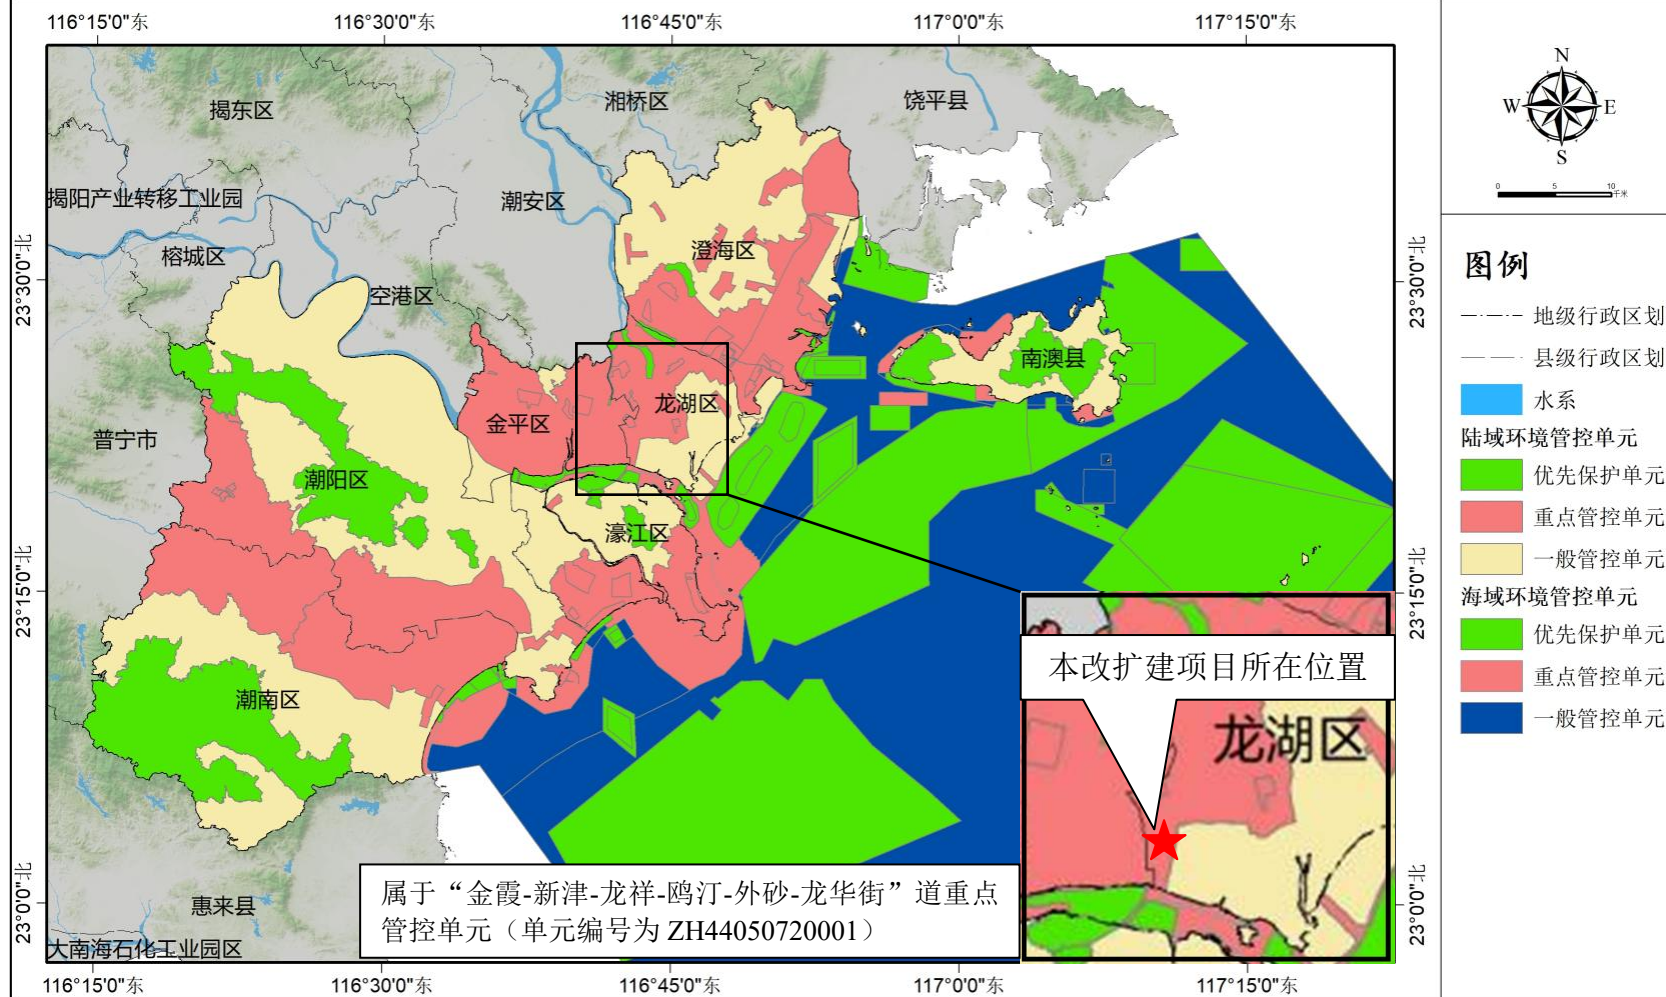 116°15'0"东 116°30'0"东 116°45'0"东 117°0'0"东 117°15'0"东
N
W E
S
0 5 10
千米
揭东区
湘桥区
饶平县
揭阳产业转移工业园
潮安区
榕城区
澄海区
空港区
23°30'0"北
23°30'0"北
南澳县
龙湖区
金平区
普宁市
潮阳区
濠江区
23°15'0"北
23°15'0"北
潮南区
惠来县
23°0'0"北
23°0'0"北
大南海石化工业园区
本改扩建项目所在位置
龙湖区
属于“金霞-新津-龙祥-鸥汀-外砂-龙华街”道重点
管控单元（单元编号为 ZH44050720001）
116°15'0"东 116°30'0"东 116°45'0"东 117°0'0"东 117°15'0"东
图例
地级行政区划
县级行政区划
水系
陆域环境管控单元
优先保护单元
重点管控单元
一般管控单元
海域环境管控单元
优先保护单元
重点管控单元
一般管控单元